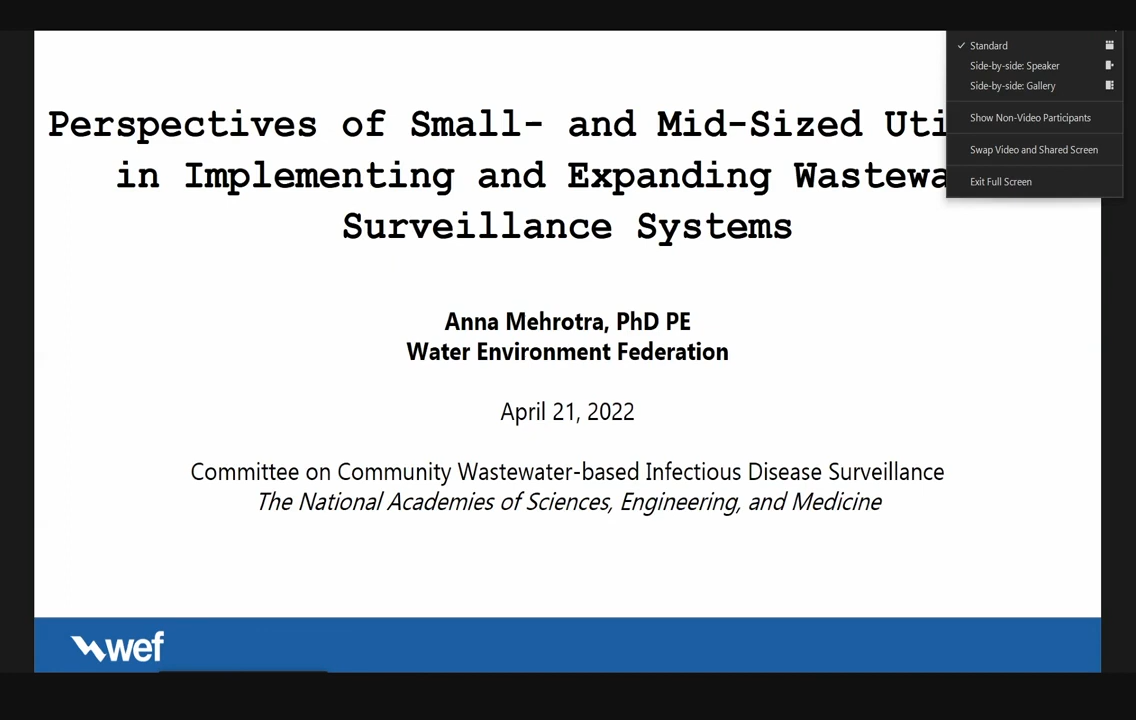 Standard
Side-by-side: Speaker
Side-by-side: Gallery
Show Non-Video Participants
Swap Video and Shared Screen
Exit Full Screen
Perspectives of Small- and Mid-Sized
in Implementing and Expanding
Surveillance Systems
Anna Mehrotra, PhD PE
Water Environment Federation
April 21, 2022
Committee on Community Wastewater-based Infectious Disease Surveillance
The National Academies of Sciences, Engineering, and Medicine
wef